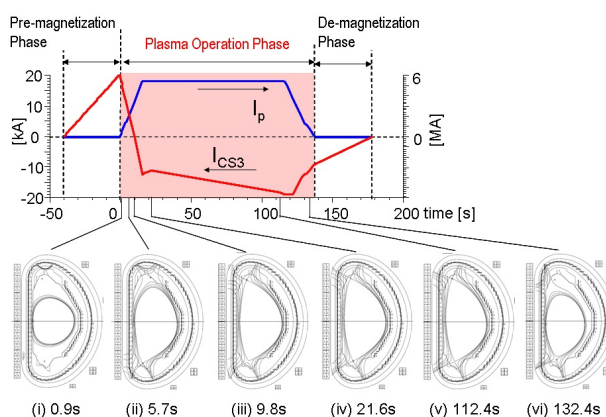 Pre-magnetization
Phase
Plasma Operation Phase
De-magnetization
Phase
20
10
0
-10
-20
[kA]
6
0
[MA]
Ip
ICS3
-50
0
50
100
150
200 time [s]
(i) 0.9s
(ii) 5.7s
(iii) 9.8s
(iv) 21.6s
(v) 112.4s
(vi) 132.4s